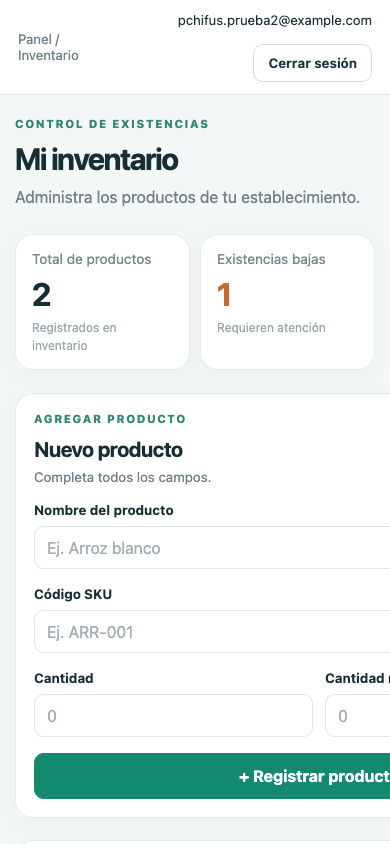 pchifus.prueba2@example.com
Panel /
Inventario
Cerrar sesión
CONTROL DE EXISTENCIAS
Mi inventario
Administra los productos de tu establecimiento.
Total de productos
2
Registrados en
inventario
Existencias bajas
1
Requieren atención
AGREGAR PRODUCTO
Nuevo producto
Completa todos los campos.
Nombre del producto
Ej. Arroz blanco
Código SKU
Ej. ARR-001
Cantidad
Cantidad
0
0
+ Registrar